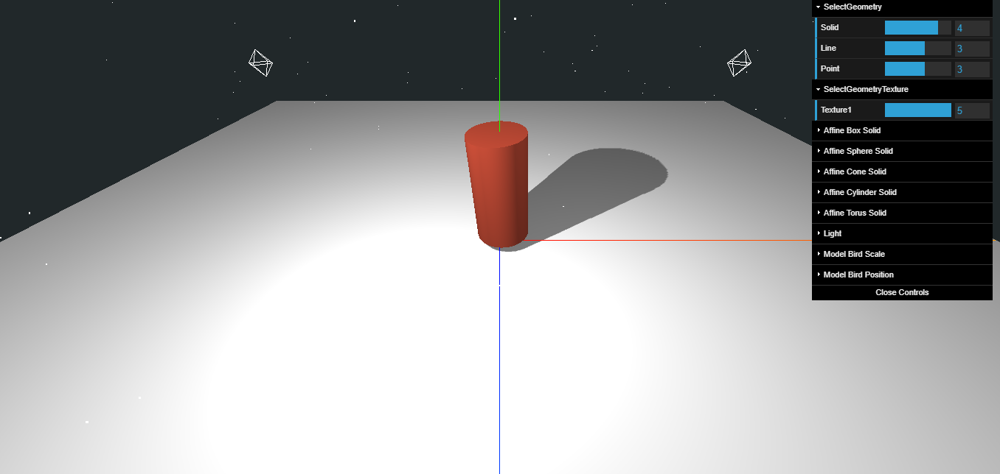 SelectGeometry
Solid 4
Line 3
Point 3
SelectGeometryTexture
Texture1 5
Affine Box Solid
Affine Sphere Solid
Affine Cone Solid
Affine Cylinder Solid
Affine Torus Solid
Light
Model Bird Scale
Model Bird Position
Close Controls